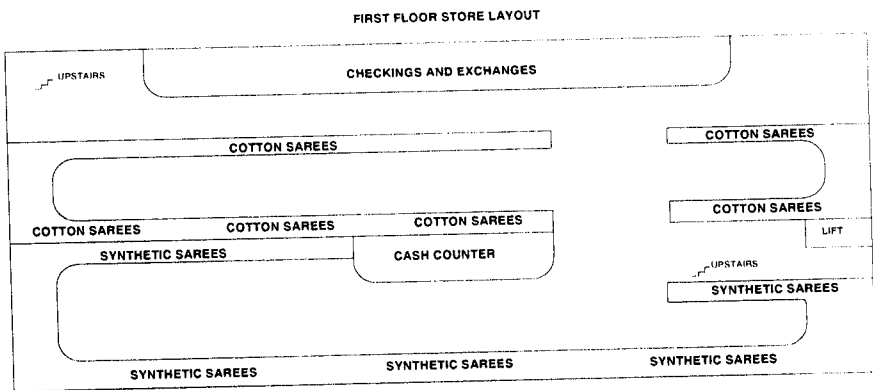 FIRST FLOOR STORE LAYOUT
UPSTAIRS
CHECKINGS AND EXCHANGES
COTTON SAREES
COTTON SAREES
COTTON SAREES
COTTON SAREES
COTTON SAREES
COTTON SAREES
LIFT
SYNTHETIC SAREES
CASH COUNTER
UPSTAIRS
SYNTHETIC SAREES
SYNTHETIC SAREES
SYNTHETIC SAREES
SYNTHETIC SAREES